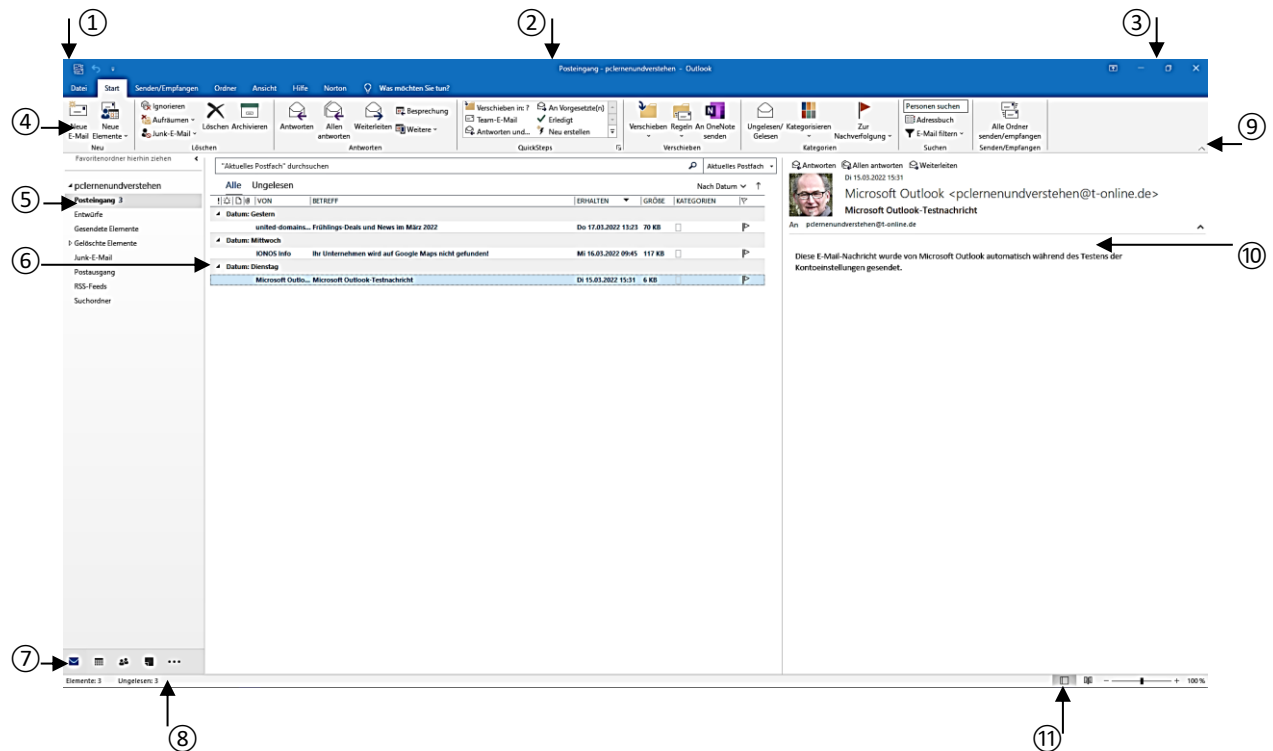 ① ② ③
Posteingang - pclernenundverstehen - Outlook
Datei Start Senden/Empfangen Ordner Ansicht Hilfe Norton Was möchten Sie tun?
④
Neue E-Mail
Neue Elemente
Neu
Ignorieren
Aufräumen
Junk-E-Mail
Löschen Archivieren
Löschen
Antworten
Allen antworten
Weiterleiten
Besprechung
Weitere
Antworten
Verschieben in: ?
Team-E-Mail
Antworten und...
An Vorgesetzte(n)
Erledigt
Neu erstellen
QuickSteps
Verschieben
Regeln
An OneNote senden
Verschieben
Ungelesen/ Gelesen
Kategorisieren
Zur Nachverfolgung
Kategorien
Personen suchen
Adressbuch
E-Mail filtern
Suchen
Alle Ordner senden/empfangen
Senden/Empfangen
⑨
Favoritenordner hierhin ziehen
pclernenundverstehen
⑤
Posteingang 3
Entwürfe
Gesendete Elemente
Gelöschte Elemente
Junk-E-Mail
Postausgang
RSS-Feeds
Suchordner
"Aktuelles Postfach" durchsuchen Aktuelles Postfach
Alle Ungelesen Nach Datum
VON BETREFF ERHALTEN GRÖßE KATEGORIEN
Datum: Gestern
united-domains... Frühlings-Deals und News im März 2022 Do 17.03.2022 13:23 70 KB
Datum: Mittwoch
IONOS Info Ihr Unternehmen wird auf Google Maps nicht gefunden! Mi 16.03.2022 09:45 117 KB
⑥
Datum: Dienstag
Microsoft Outlo... Microsoft Outlook-Testnachricht Di 15.03.2022 15:31 6 KB
Antworten Allen antworten Weiterleiten
Di 15.03.2022 15:31
Microsoft Outlook <pclernenundverstehen@t-online.de>
Microsoft Outlook-Testnachricht
An pclernenundverstehen@t-online.de
⑩
Diese E-Mail-Nachricht wurde von Microsoft Outlook automatisch während des Testens der
Kontoeinstellungen gesendet.
⑦
Elemente: 3 Ungelesen: 3 100 %
⑧ ⑪